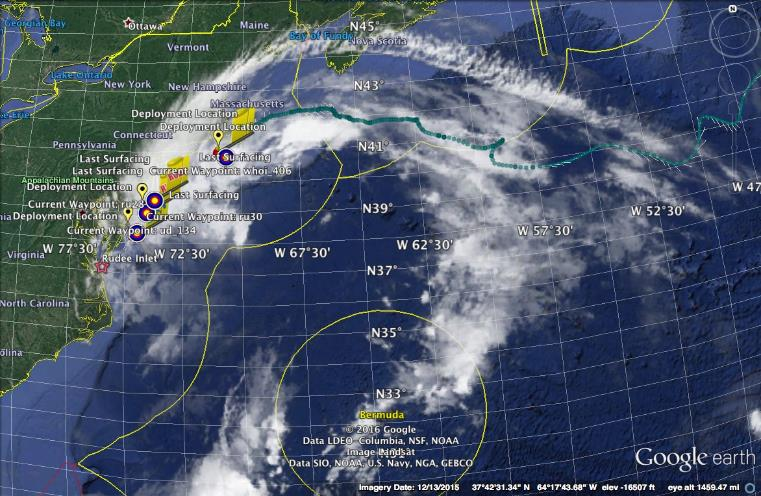 Georgian Bay
Ottawa
Maine
N45°
Bay of Fundy
Nova Scotia
Vermont
Lake Ontario
New York
New Hampshire
N43°
Massachusetts
Deployment Location
Deployment Location
Connecticut
Pennsylvania
N41°
Last Surfacing
Last Surfacing
Last Surfacing
Current Waypoint: whoi_406
Appalachian Mountains
Deployment Location
Last Surfacing
W 47
Current Waypoint: ru2
N39°
W 52°30'
Deployment Location
Current Waypoint: ru30
Current Waypoint: ud_134
W 57°30'
W 62°30'
W 67°30'
W 72°30'
W 77°30'
Virginia
Rudee Inlet
N37°
North Carolina
N35°
olina
N33°
Bermuda
© 2016 Google
Data LDEO-Columbia, NSF, NOAA
Image Landsat
Data SIO, NOAA, U.S. Navy, NGA, GEBCO
Google earth
N
Imagery Date: 12/13/2015 37°42'31.34" N 64°17'43.68" W elev -16507 ft eye alt 1459.47 mi